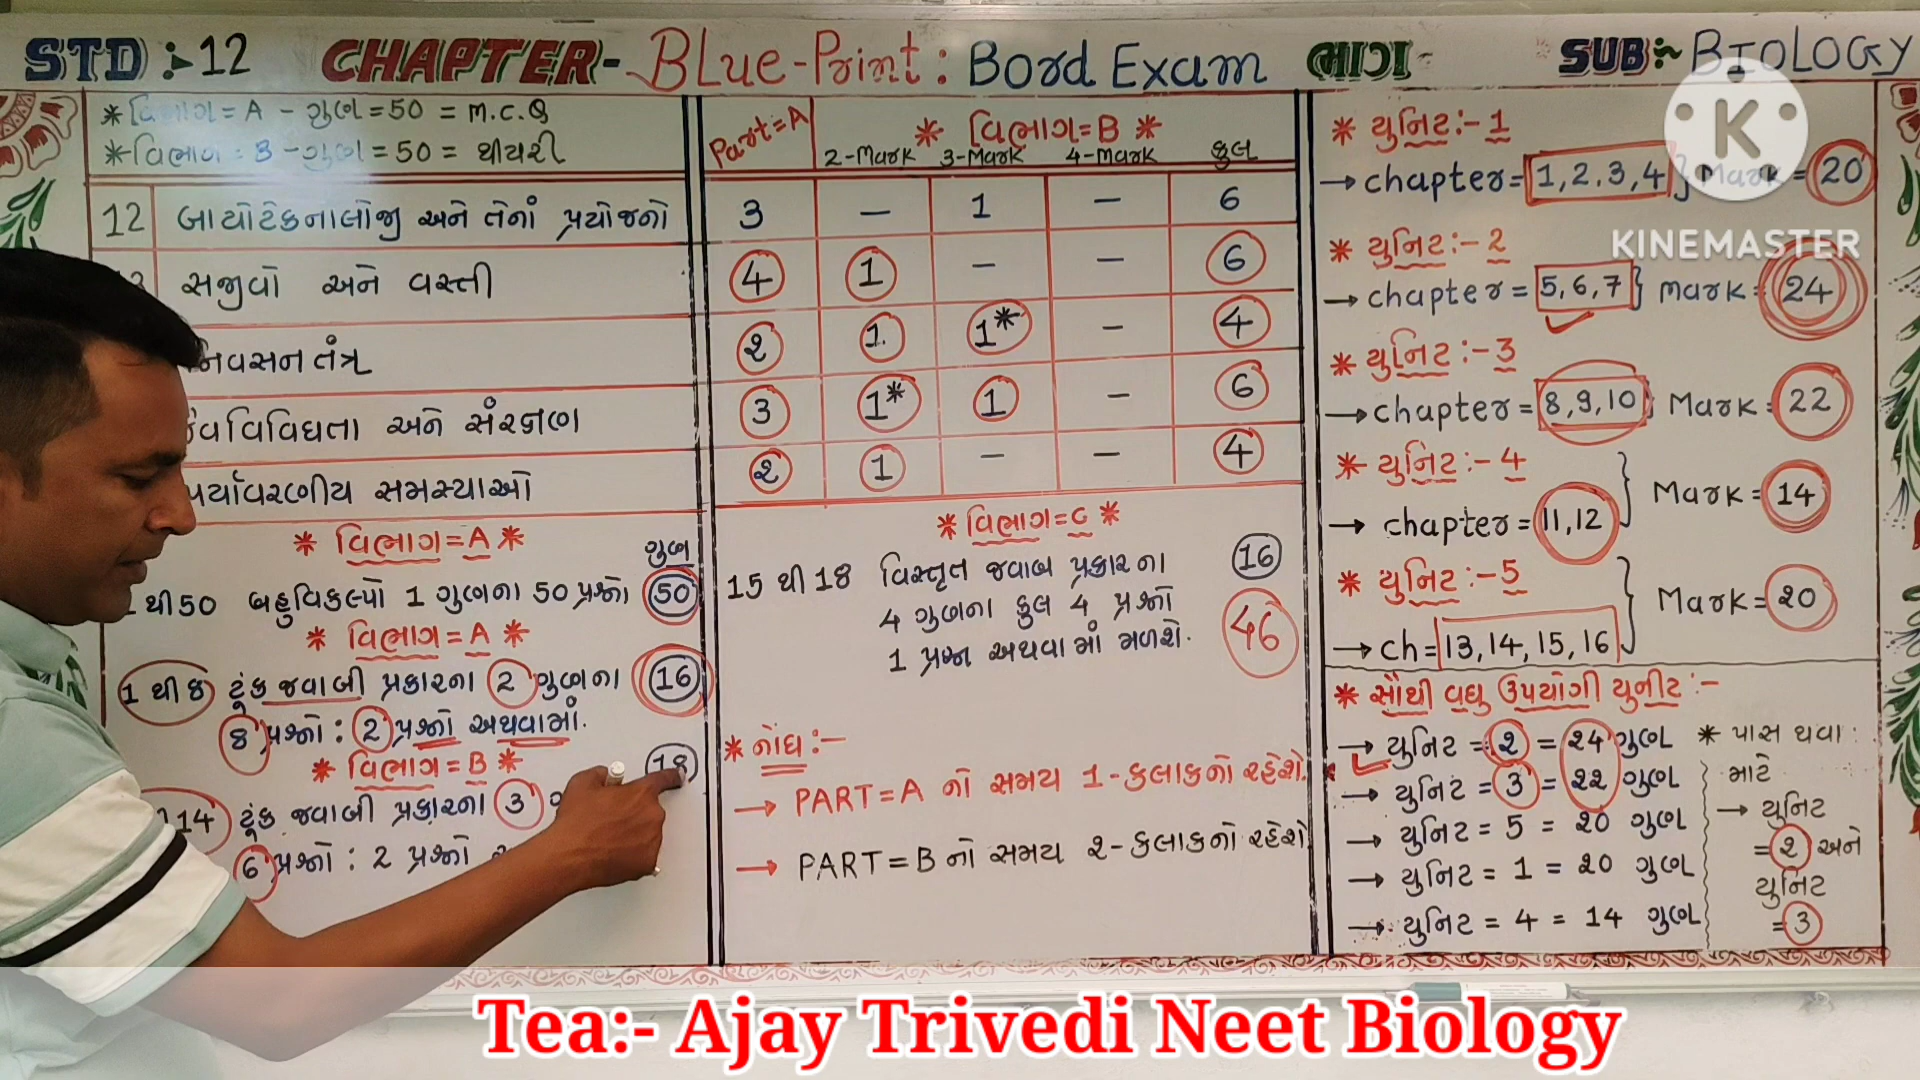 STD :- 12 CHAPTER- BLue-Print : Bord Exam ભાગ- SUB:~ BIOLOGY
* વિભાગ = A - ગુણ = 50 = M.C.Q
* વિભાગ : B - ગુણ = 50 = થીયરી
12 બાયોટેકનાલોજી અને તેનાં પ્રયોજનો
સજીવો અને વસ્તી
નિવસન તંત્ર
જૈવવિવિધતા અને સંરક્ષણ
પર્યાવરણીય સમસ્યાઓ
* વિભાગ = A *
ગુણ
1 થી 50 બહુવિકલ્પો 1 ગુણના 50 પ્રશ્નો 50
* વિભાગ = A *
1 થી 8 ટૂંક જવાબી પ્રકારના 2 ગુણના 16
8 પ્રશ્નો : 2 પ્રશ્નો અથવામાં.
* વિભાગ = B * 18
14 ટૂંક જવાબી પ્રકારના 3
6 પ્રશ્નો : 2 પ્રશ્નો
Part = A * વિભાગ = B *
2-Mark 3-Mark 4-Mark કુલ
3 – 1 – 6
4 1 – – 6
૨ 1. 1* – 4
3 1* 1 – 6
૨ 1 – – 4
* વિભાગ = C *
15 થી 18 વિસ્તૃત જવાબ પ્રકારના 16
4 ગુણના કુલ 4 પ્રશ્નો 46
1 પ્રશ્ન અથવામાં મળશે.
* નોંધ :-
→ PART = A નો સમય 1 - કલાકનો રહેશે.
→ PART = B નો સમય ૨ - કલાકનો રહેશે
* યુનિટ :- 1
→ chapter = 1,2,3,4 } Mark = 20
* યુનિટ :- 2
→ chapter = 5,6,7 } Mark = 24
* યુનિટ :- 3
→ chapter = 8,9,10 } Mark = 22
* યુનિટ :- 4
→ chapter = 11,12 } Mark = 14
* યુનિટ :- 5
→ ch = 13,14,15,16 } Mark = 20
* સૌથી વધુ ઉપયોગી યુનીટ :-
→ યુનિટ = 2 = 24 ગુણ
→ યુનિટ = 3 = 22 ગુણ
→ યુનિટ = 5 = 20 ગુણ
→ યુનિટ = 1 = 20 ગુણ
→ યુનિટ = 4 = 14 ગુણ
* પાસ થવા :
માટે
→ યુનિટ
= ૨ અને
યુનિટ
= 3
K
KINEMASTER
Tea:- Ajay Trivedi Neet Biology